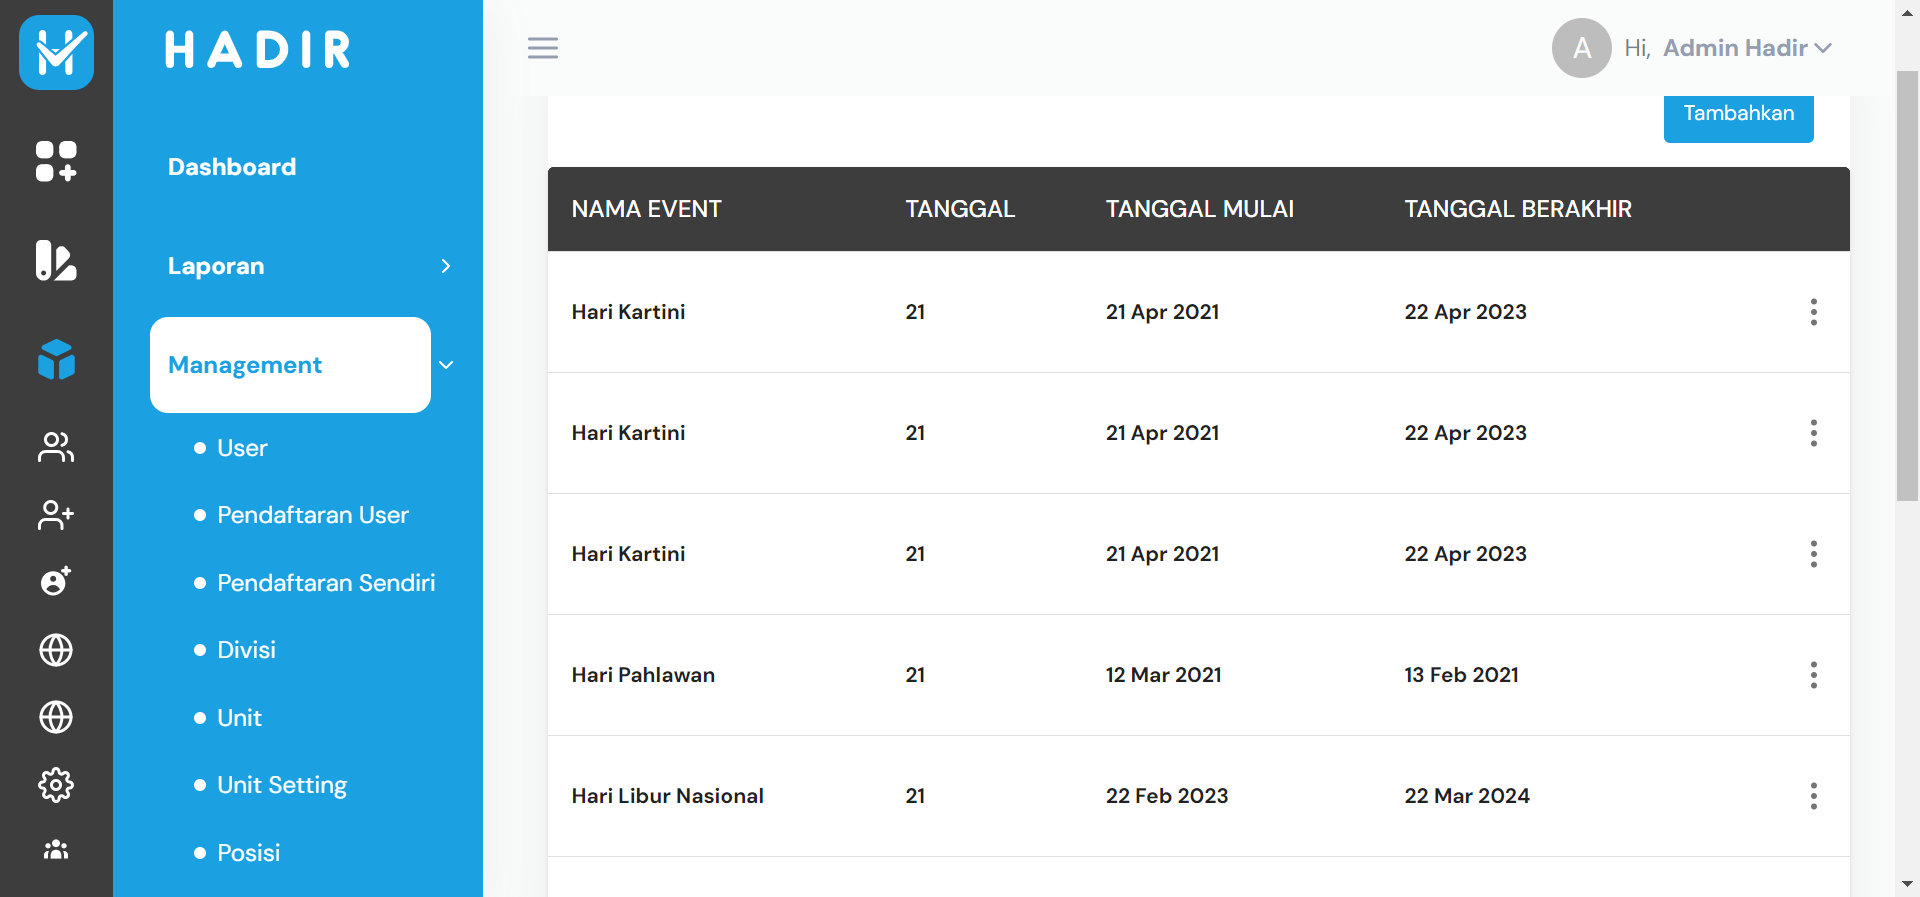 HADIR
Dashboard
Laporan
Management
User
Pendaftaran User
Pendaftaran Sendiri
Divisi
Unit
Unit Setting
Posisi
A Hi, Admin Hadir
Tambahkan
NAMA EVENT TANGGAL TANGGAL MULAI TANGGAL BERAKHIR
Hari Kartini 21 21 Apr 2021 22 Apr 2023
Hari Kartini 21 21 Apr 2021 22 Apr 2023
Hari Kartini 21 21 Apr 2021 22 Apr 2023
Hari Pahlawan 21 12 Mar 2021 13 Feb 2021
Hari Libur Nasional 21 22 Feb 2023 22 Mar 2024